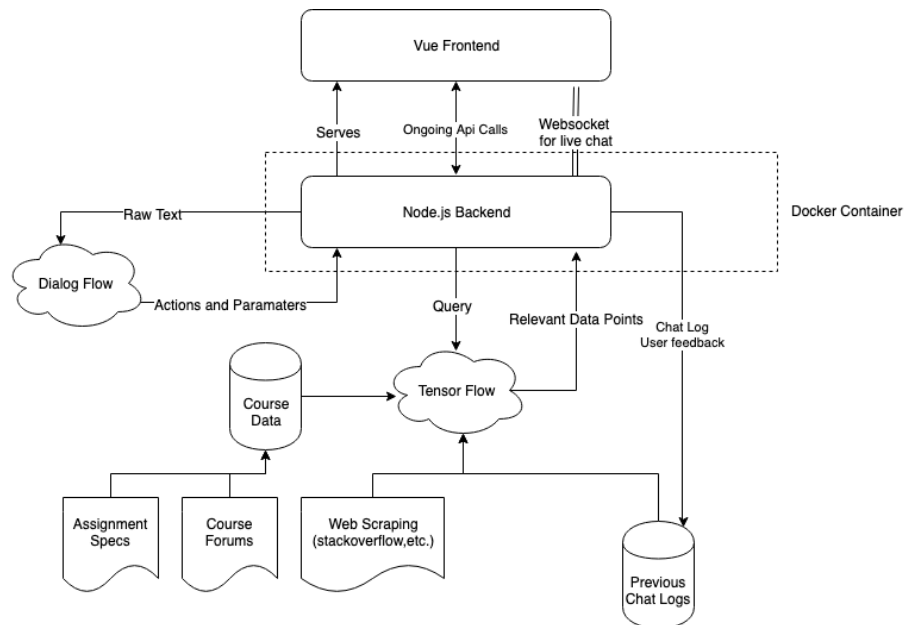 Vue Frontend
Serves
Ongoing Api Calls
Websocket
for live chat
Node.js Backend
Docker Container
Raw Text
Dialog Flow
Actions and Paramaters
Query
Relevant Data Points
Chat Log
User feedback
Course
Data
Tensor Flow
Assignment
Specs
Course
Forums
Web Scraping
(stackoverflow,etc.)
Previous
Chat Logs